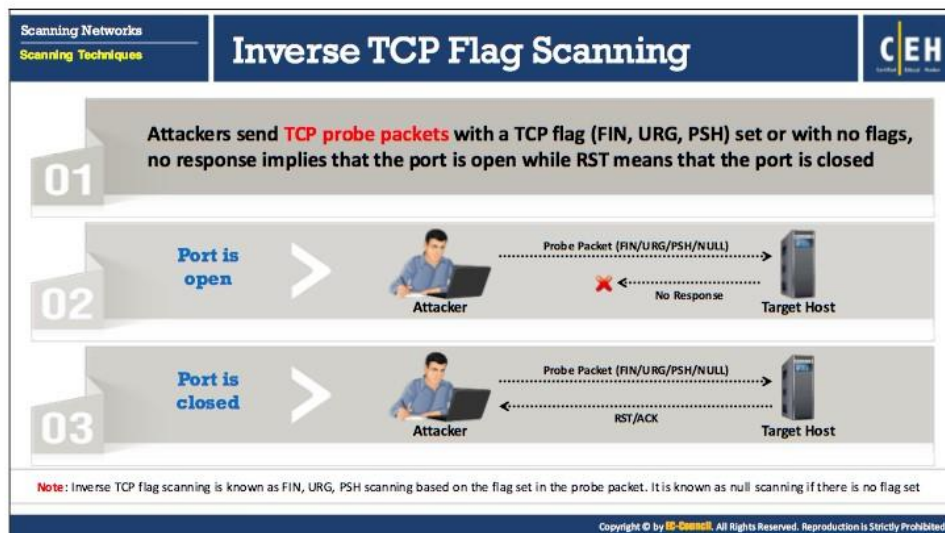 Scanning Networks
Scanning Techniques
Inverse TCP Flag Scanning
C|EH
Certified Ethical Hacker
01
Attackers send TCP probe packets with a TCP flag (FIN, URG, PSH) set or with no flags,
no response implies that the port is open while RST means that the port is closed
02
Port is
open
Attacker
Probe Packet (FIN/URG/PSH/NULL)
No Response
Target Host
03
Port is
closed
Attacker
Probe Packet (FIN/URG/PSH/NULL)
RST/ACK
Target Host
Note: Inverse TCP flag scanning is known as FIN, URG, PSH scanning based on the flag set in the probe packet. It is known as null scanning if there is no flag set
Copyright © by EC-Council. All Rights Reserved. Reproduction is Strictly Prohibited